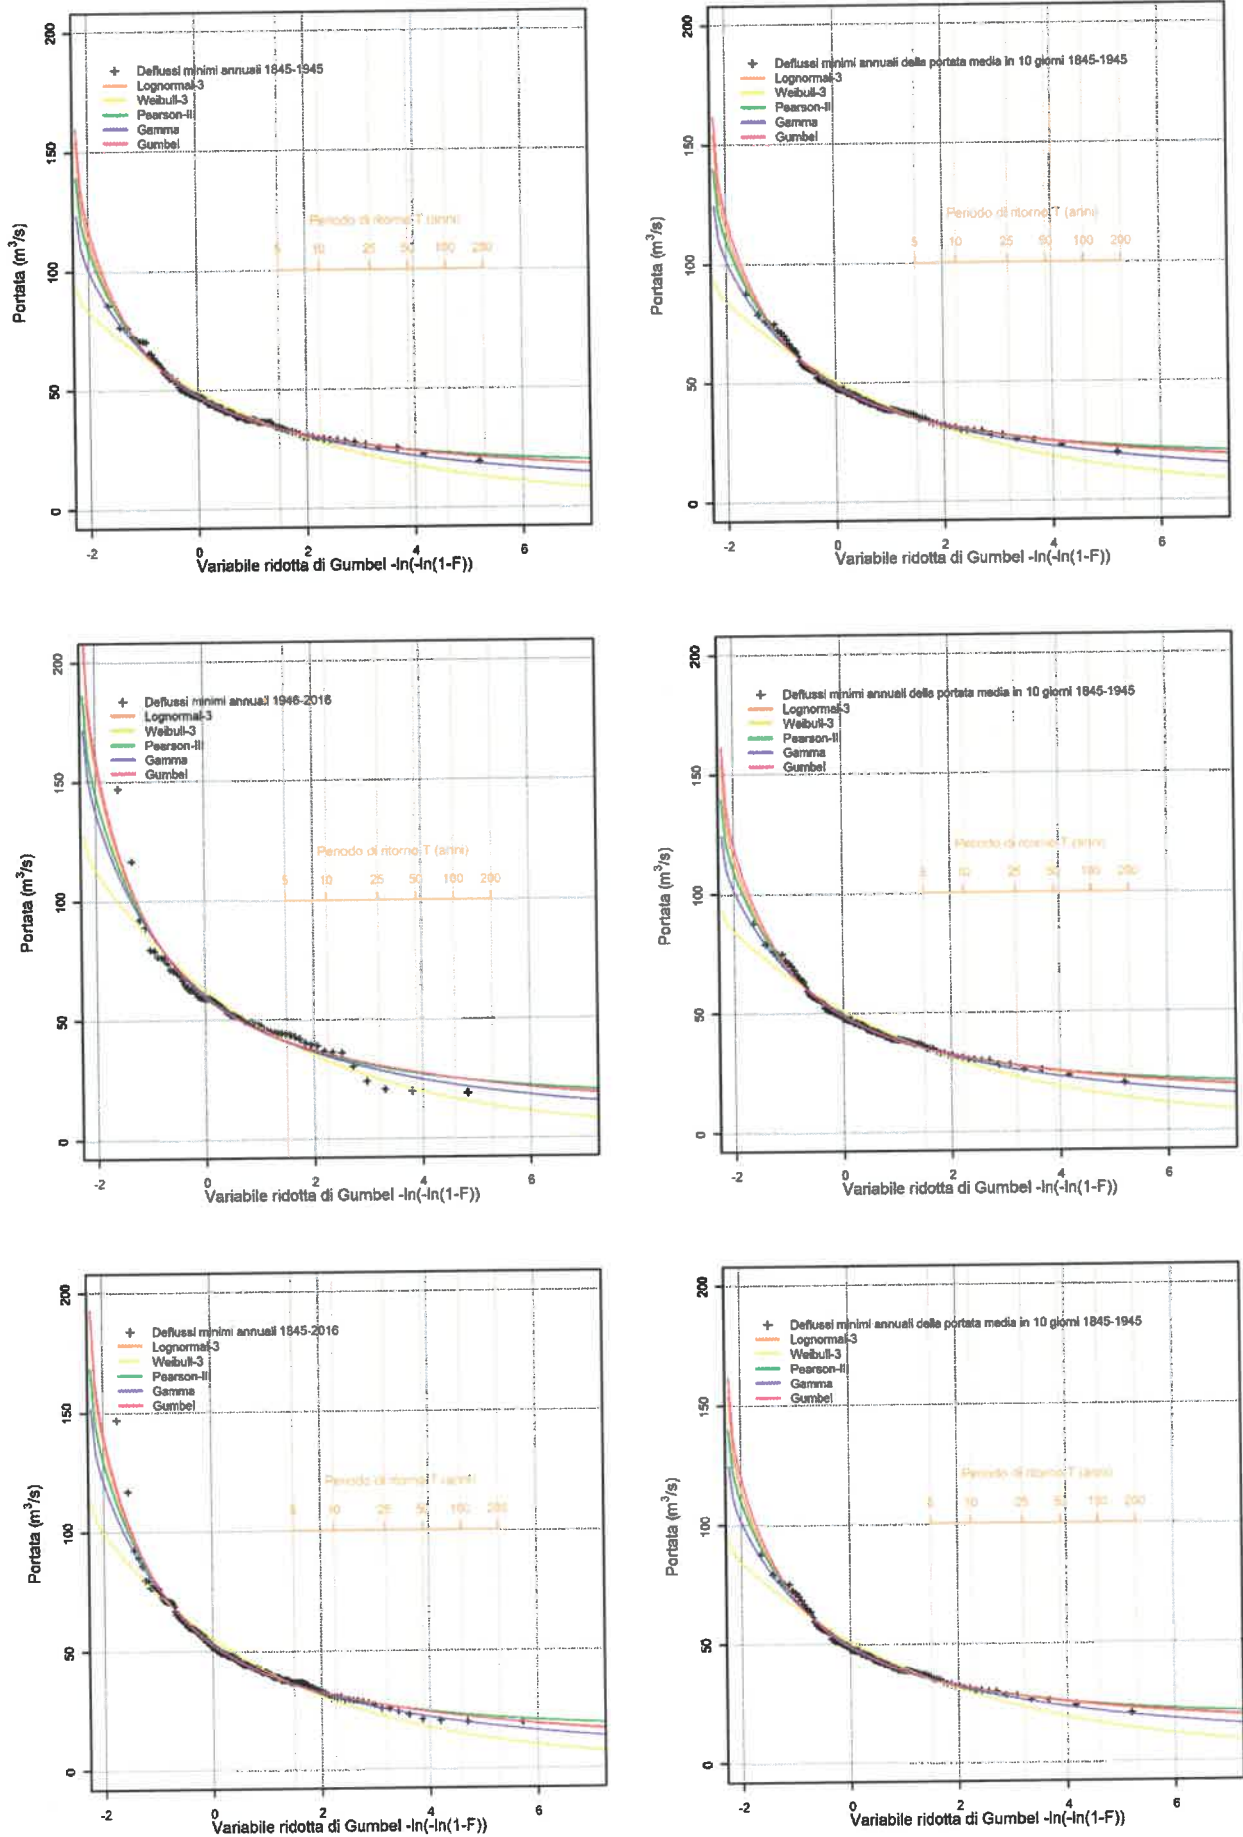 200
150
100
50
0
Portata (m³/s)
+ Deflussi minimi annuali 1845-1945
Lognormal-3
Weibull-3
Pearson-III
Gamma
Gumbel
Periodo di ritorno T (anni)
5 10 25 50 100 200
-2 0 2 4 6
Variabile ridotta di Gumbel -ln(-ln(1-F))
200
150
100
50
0
Portata (m³/s)
+ Deflussi minimi annuali della portata media in 10 giorni 1845-1945
Lognormal-3
Weibull-3
Pearson-III
Gamma
Gumbel
Periodo di ritorno T (anni)
5 10 25 50 100 200
-2 0 2 4 6
Variabile ridotta di Gumbel -ln(-ln(1-F))
200
150
100
50
0
Portata (m³/s)
+ Deflussi minimi annuali 1946-2016
Lognormal-3
Weibull-3
Pearson-III
Gamma
Gumbel
Periodo di ritorno T (anni)
5 10 25 50 100 200
-2 0 2 4 6
Variabile ridotta di Gumbel -ln(-ln(1-F))
200
150
100
50
0
Portata (m³/s)
+ Deflussi minimi annuali della portata media in 10 giorni 1845-1945
Lognormal-3
Weibull-3
Pearson-III
Gamma
Gumbel
Periodo di ritorno T (anni)
5 10 25 50 100 200
-2 0 2 4 6
Variabile ridotta di Gumbel -ln(-ln(1-F))
200
150
100
50
0
Portata (m³/s)
+ Deflussi minimi annuali 1845-2016
Lognormal-3
Weibull-3
Pearson-III
Gamma
Gumbel
Periodo di ritorno T (anni)
5 10 25 50 100 200
-2 0 2 4 6
Variabile ridotta di Gumbel -ln(-ln(1-F))
200
150
100
50
0
Portata (m³/s)
+ Deflussi minimi annuali della portata media in 10 giorni 1845-1945
Lognormal-3
Weibull-3
Pearson-III
Gamma
Gumbel
Periodo di ritorno T (anni)
5 10 25 50 100 200
-2 0 2 4 6
Variabile ridotta di Gumbel -ln(-ln(1-F))